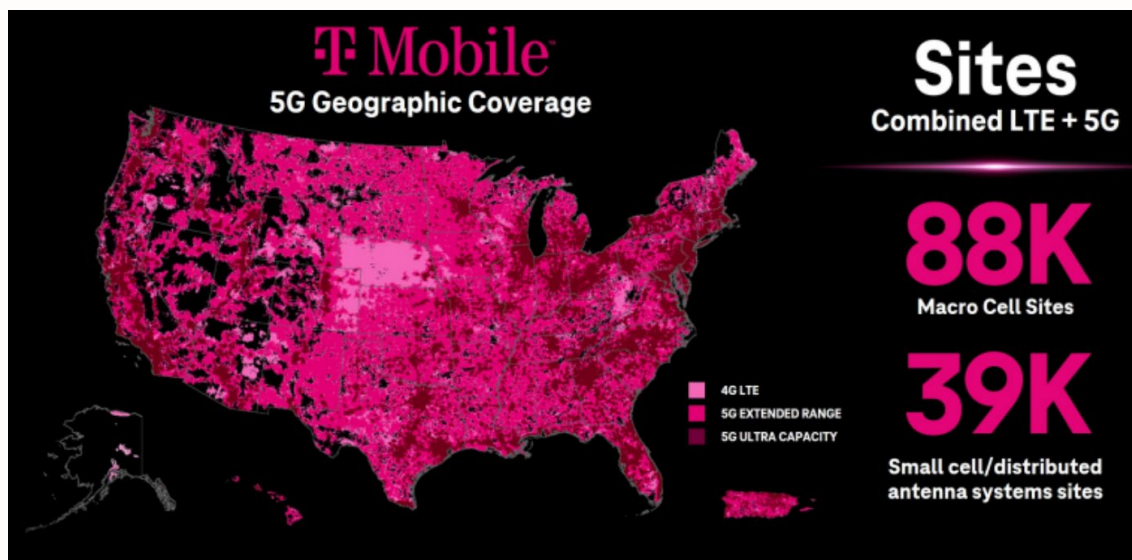 T Mobile
5G Geographic Coverage
Sites
Combined LTE + 5G
88K
Macro Cell Sites
39K
Small cell/distributed
antenna systems sites
4G LTE
5G EXTENDED RANGE
5G ULTRA CAPACITY